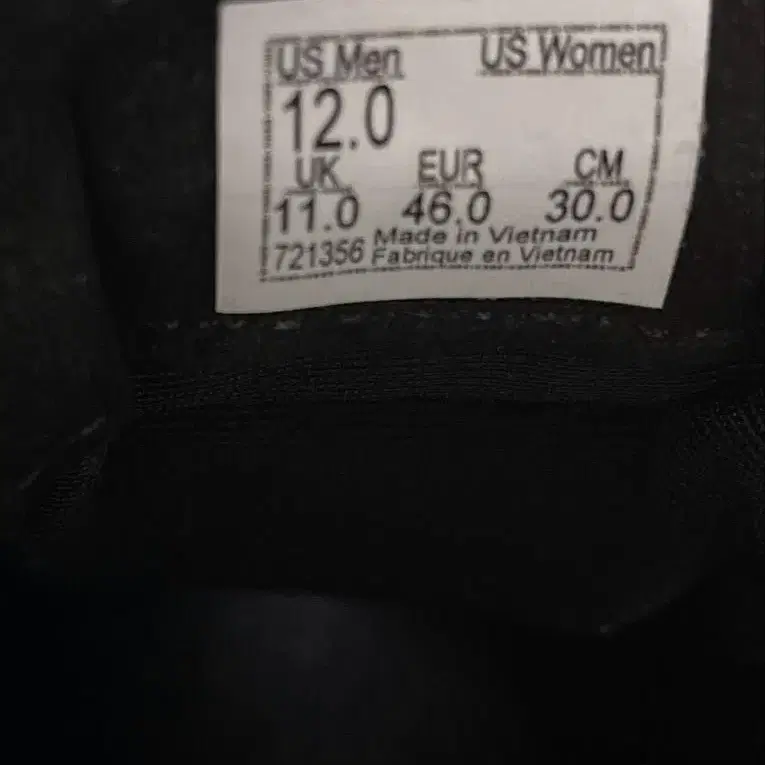 US Men US Women
12.0
UK EUR CM
11.0 46.0 30.0
721356 Made in Vietnam
Fabrique en Vietnam